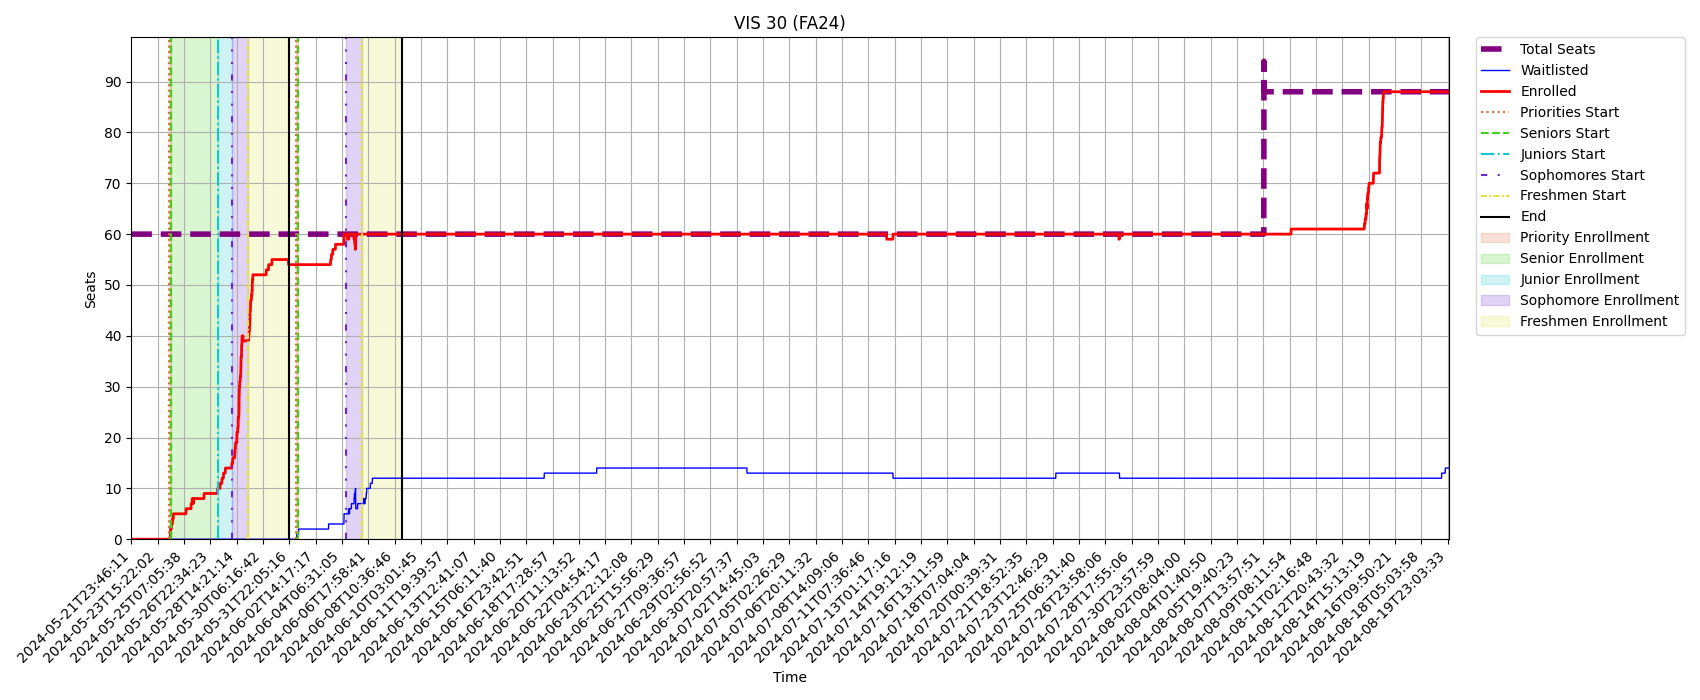 VIS 30 (FA24)
Seats
90
80
70
60
50
40
30
20
10
0
2024-05-21T23:46:11
2024-05-23T15:22:02
2024-05-25T07:05:38
2024-05-26T22:34:23
2024-05-28T14:21:14
2024-05-30T06:16:42
2024-05-31T22:05:16
2024-06-02T14:17:17
2024-06-04T06:31:05
2024-06-06T17:58:41
2024-06-08T10:36:46
2024-06-10T03:01:45
2024-06-11T19:39:57
2024-06-13T12:41:07
2024-06-15T06:11:40
2024-06-16T23:42:51
2024-06-18T17:28:57
2024-06-20T11:13:52
2024-06-22T04:54:17
2024-06-23T22:12:08
2024-06-25T15:56:29
2024-06-27T09:36:57
2024-06-29T02:56:52
2024-06-30T20:57:37
2024-07-02T14:45:03
2024-07-05T02:26:29
2024-07-06T20:11:32
2024-07-08T14:09:06
2024-07-11T07:36:46
2024-07-13T01:17:16
2024-07-14T19:12:19
2024-07-16T13:11:59
2024-07-18T07:04:04
2024-07-20T00:39:31
2024-07-21T18:52:35
2024-07-23T12:46:29
2024-07-25T06:31:40
2024-07-26T23:58:06
2024-07-28T17:55:06
2024-07-30T23:57:59
2024-08-02T08:04:00
2024-08-04T01:40:50
2024-08-05T19:40:23
2024-08-07T13:57:51
2024-08-09T08:11:54
2024-08-11T02:16:48
2024-08-12T20:43:32
2024-08-14T15:13:19
2024-08-16T09:50:21
2024-08-18T05:03:58
2024-08-19T23:03:33
Time
Total Seats
Waitlisted
Enrolled
Priorities Start
Seniors Start
Juniors Start
Sophomores Start
Freshmen Start
End
Priority Enrollment
Senior Enrollment
Junior Enrollment
Sophomore Enrollment
Freshmen Enrollment